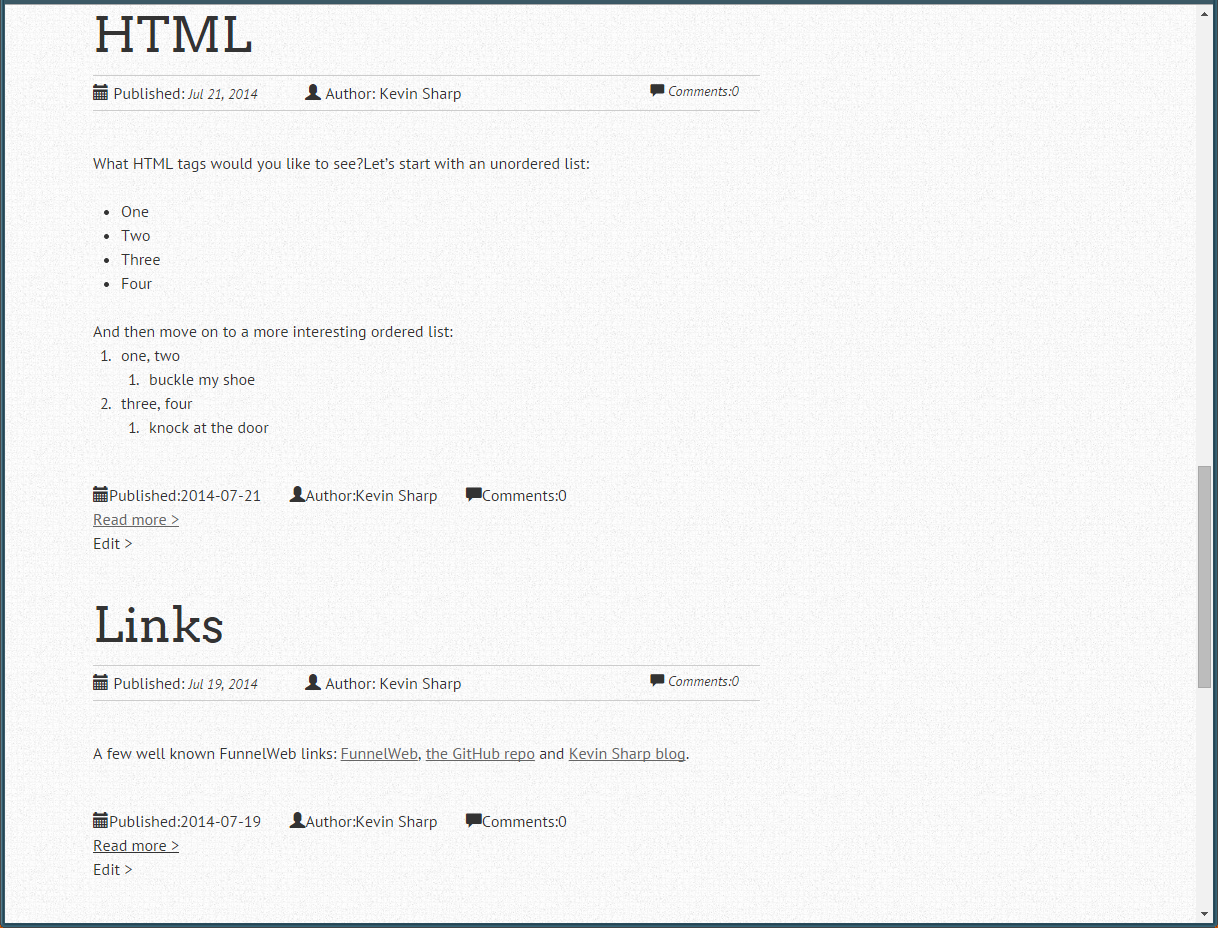 HTML
Published: Jul 21, 2014 Author: Kevin Sharp Comments:0
What HTML tags would you like to see?Let's start with an unordered list:
• One
• Two
• Three
• Four
And then move on to a more interesting ordered list:
1. one, two
1. buckle my shoe
2. three, four
1. knock at the door
Published:2014-07-21 Author:Kevin Sharp Comments:0
Read more >
Edit >
Links
Published: Jul 19, 2014 Author: Kevin Sharp Comments:0
A few well known FunnelWeb links: FunnelWeb, the GitHub repo and Kevin Sharp blog.
Published:2014-07-19 Author:Kevin Sharp Comments:0
Read more >
Edit >